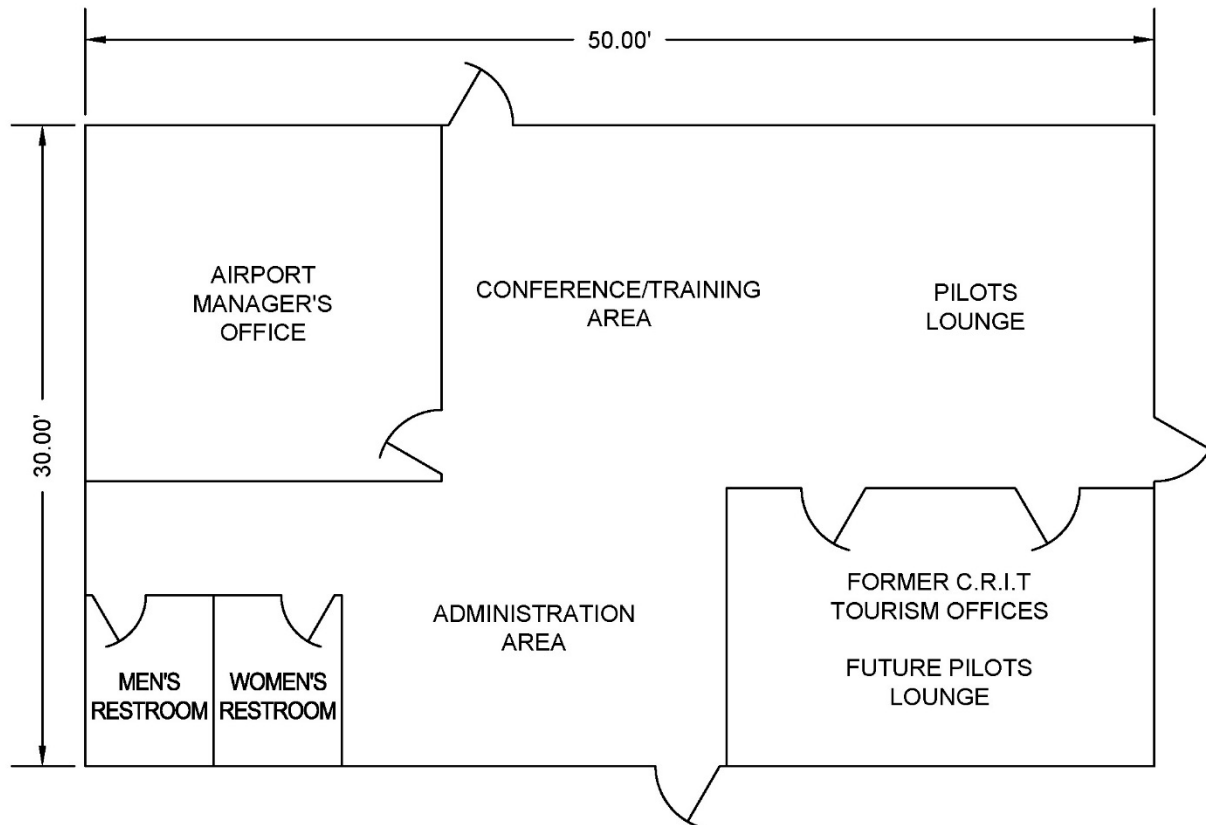 50.00'
30.00'
AIRPORT
MANAGER'S
OFFICE
CONFERENCE/TRAINING
AREA
PILOTS
LOUNGE
ADMINISTRATION
AREA
FORMER C.R.I.T
TOURISM OFFICES
FUTURE PILOTS
LOUNGE
MEN'S
RESTROOM
WOMEN'S
RESTROOM